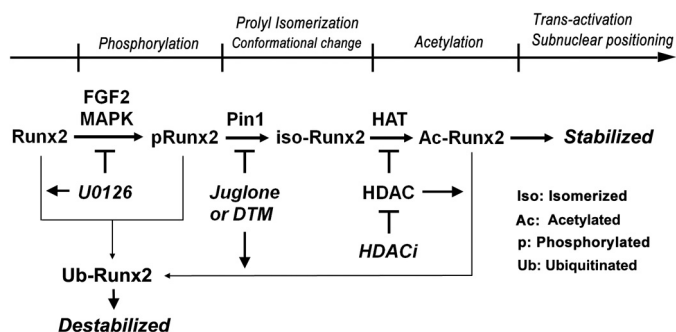 Prolyl Isomerization
Trans-activation
Phosphorylation
Conformational change
Acetylation
Subnuclear positioning
FGF2
MAPK
Pin1
HAT
Runx2
pRunx2
iso-Runx2
Ac-Runx2
Stabilized
U0126
Juglone
or DTM
HDAC
HDACi
Iso: Isomerized
Ac: Acetylated
p: Phosphorylated
Ub: Ubiquitinated
Ub-Runx2
Destabilized